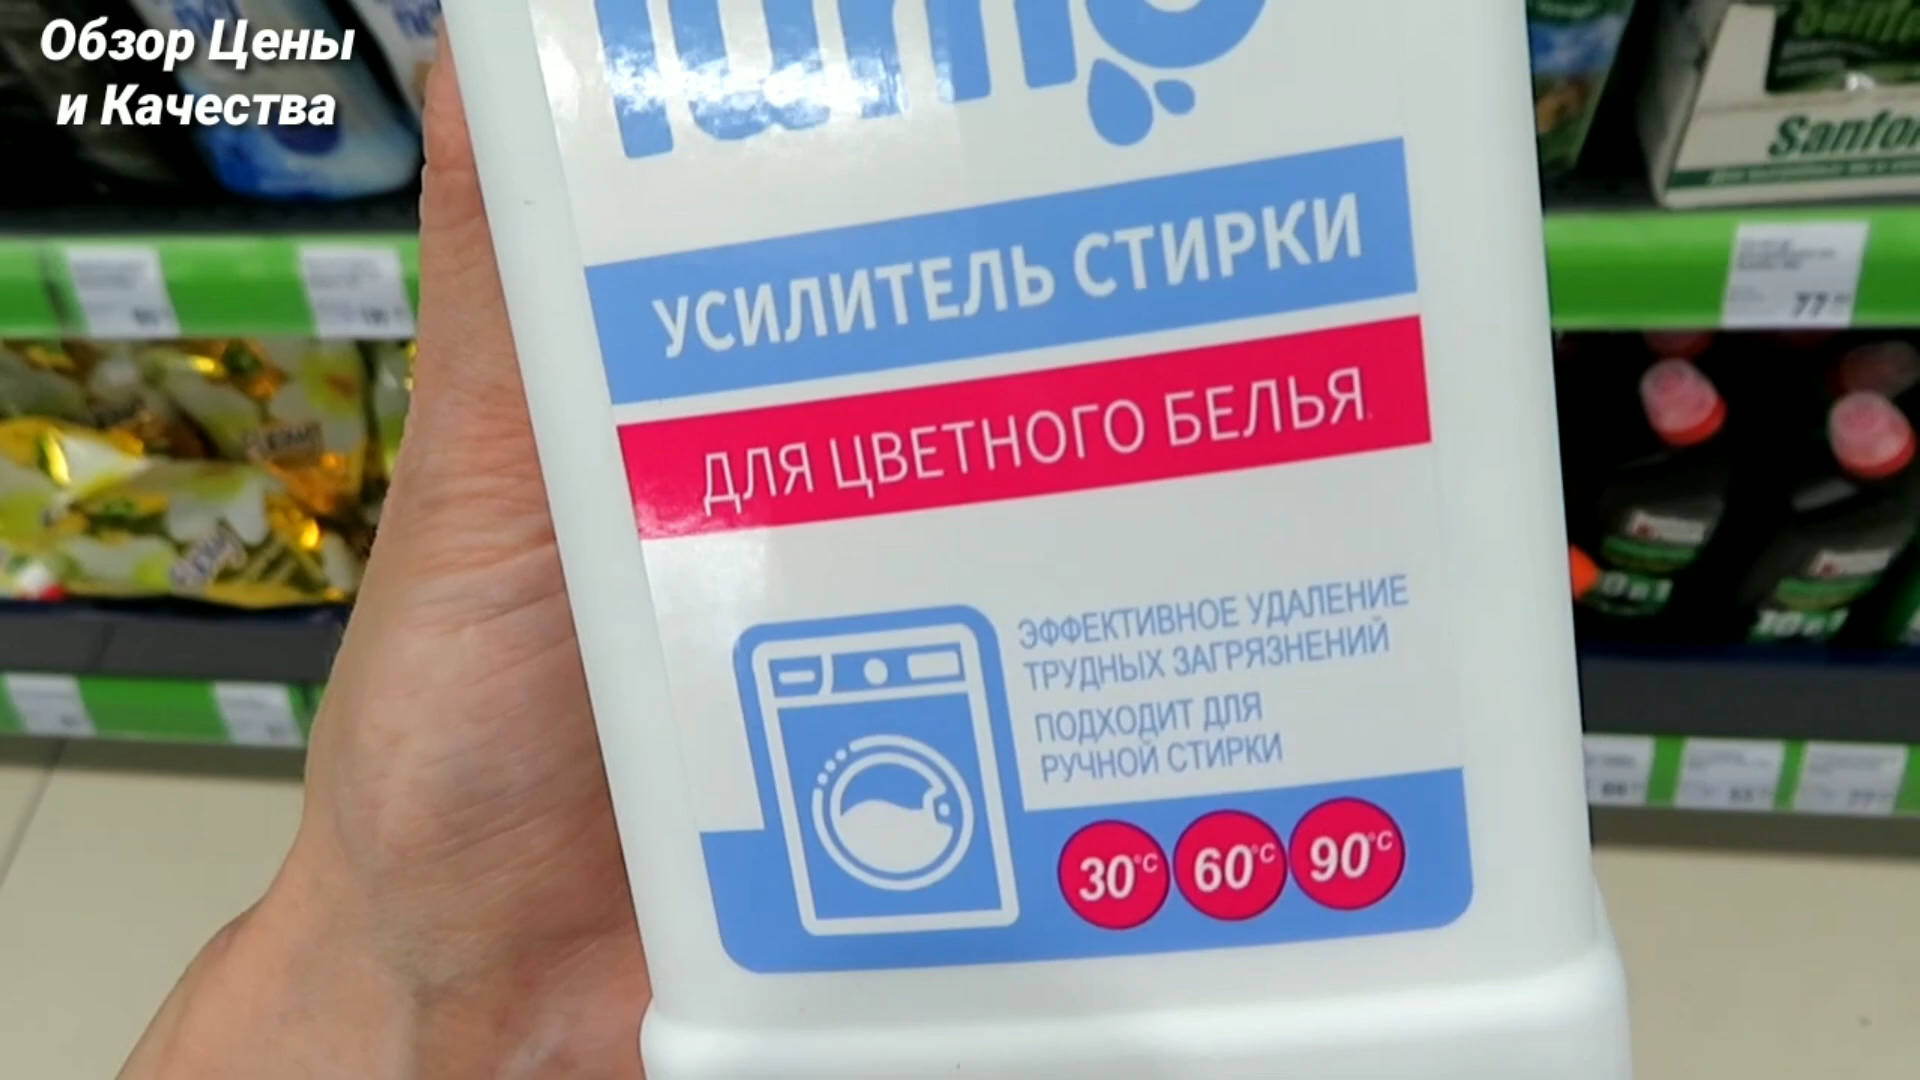 Обзор Цены
и Качества
УСИЛИТЕЛЬ СТИРКИ
ДЛЯ ЦВЕТНОГО БЕЛЬЯ
ЭФФЕКТИВНОЕ УДАЛЕНИЕ
ТРУДНЫХ ЗАГРЯЗНЕНИЙ
ПОДХОДИТ ДЛЯ
РУЧНОЙ СТИРКИ
30°C 60°C 90°C
77